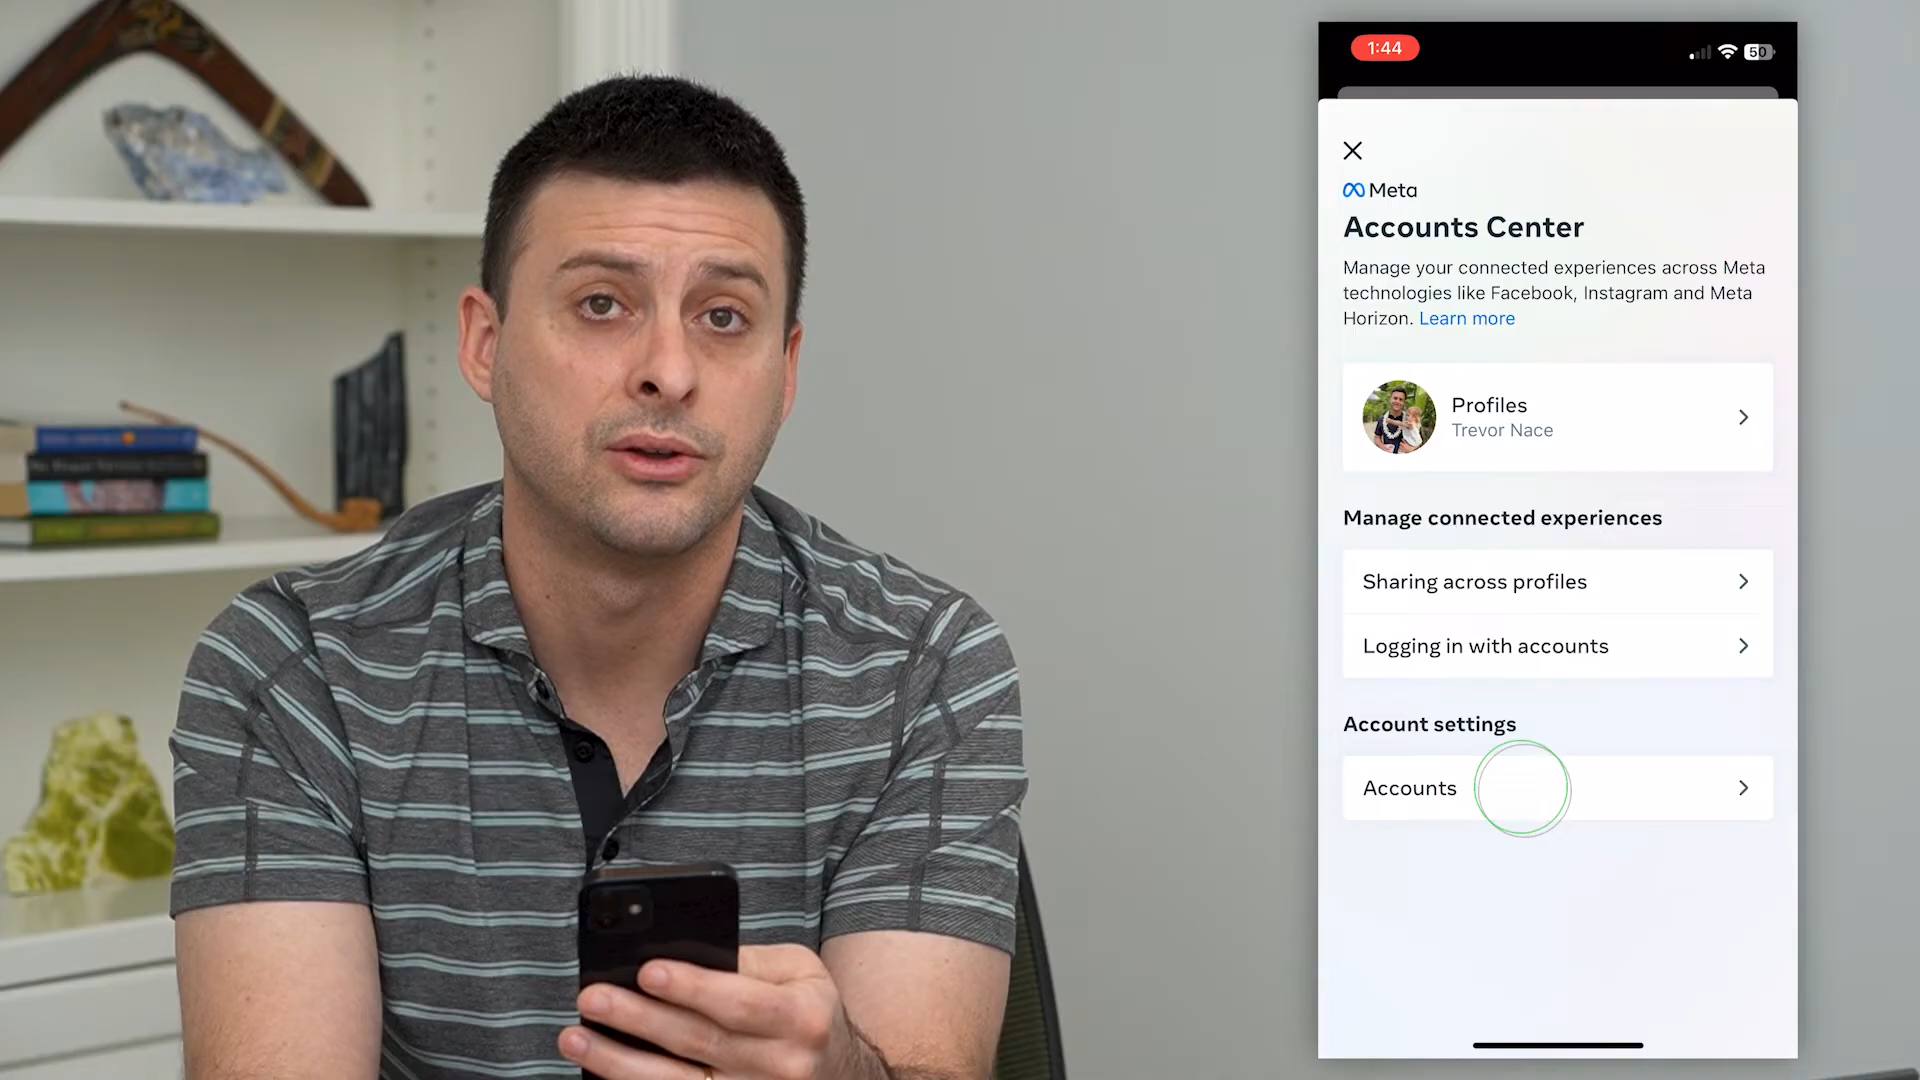 1:44
50
Meta
Accounts Center
Manage your connected experiences across Meta
technologies like Facebook, Instagram and Meta
Horizon. Learn more
Profiles
Trevor Nace
Manage connected experiences
Sharing across profiles
Logging in with accounts
Account settings
Accounts